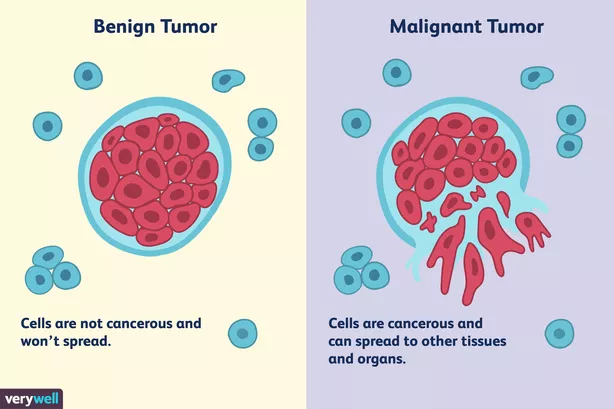 Benign Tumor
Malignant Tumor
Cells are not cancerous and
won't spread.
Cells are cancerous and
can spread to other tissues
and organs.
verywell